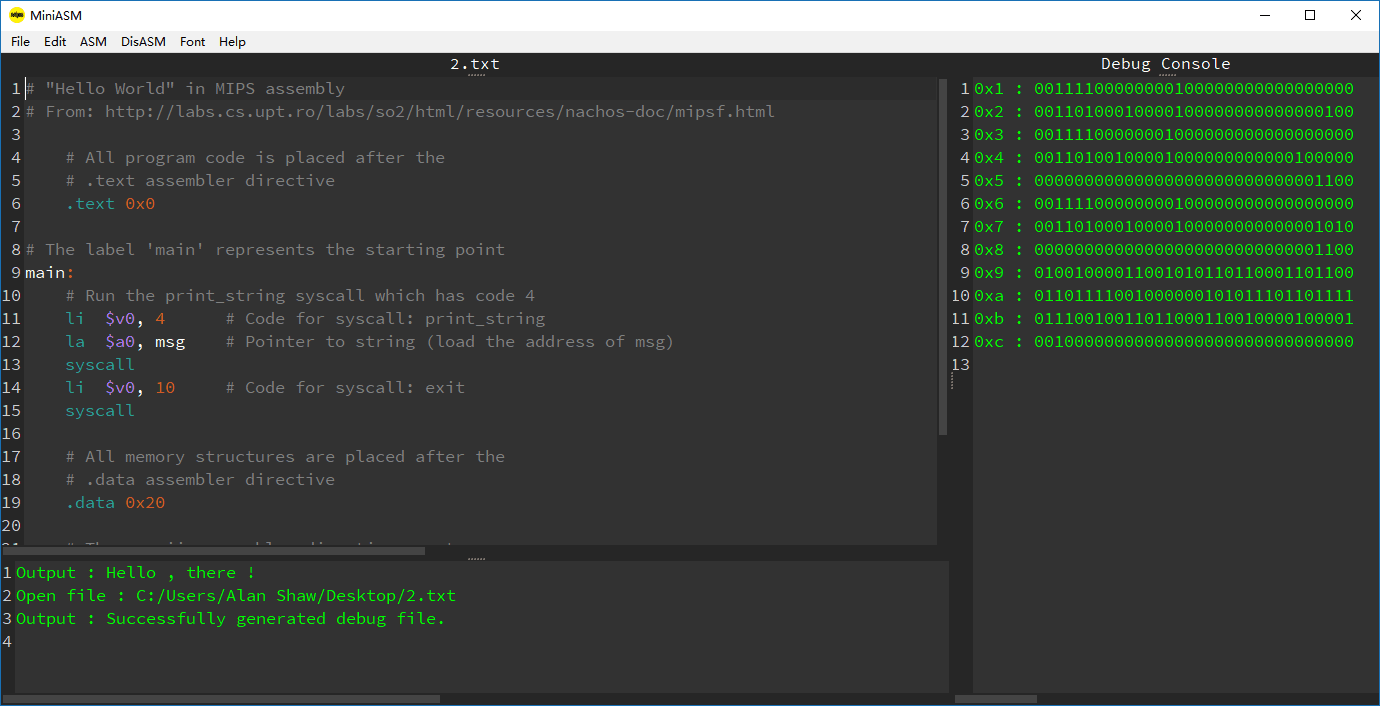 MiniASM
File Edit ASM DisASM Font Help
2.txt
1 # "Hello World" in MIPS assembly
2 # From: http://labs.cs.upt.ro/labs/so2/html/resources/nachos-doc/mipsf.html
3
4 # All program code is placed after the
5 # .text assembler directive
6 .text 0x0
7
8 # The label 'main' represents the starting point
9 main:
10 # Run the print_string syscall which has code 4
11 li $v0, 4 # Code for syscall: print_string
12 la $a0, msg # Pointer to string (load the address of msg)
13 syscall
14 li $v0, 10 # Code for syscall: exit
15 syscall
16
17 # All memory structures are placed after the
18 # .data assembler directive
19 .data 0x20
20
1 Output : Hello , there !
2 Open file : C:/Users/Alan Shaw/Desktop/2.txt
3 Output : Successfully generated debug file.
4
Debug Console
1 0x1 : 00111100000000100000000000000000
2 0x2 : 00110100010000100000000000000100
3 0x3 : 00111100000001000000000000000000
4 0x4 : 00110100100001000000000000100000
5 0x5 : 00000000000000000000000000001100
6 0x6 : 00111100000000100000000000000000
7 0x7 : 00110100010000100000000000001010
8 0x8 : 00000000000000000000000000001100
9 0x9 : 01001000011001010110110001101100
10 0xa : 01101111001000000101011101101111
11 0xb : 01110010011011000110010000100001
12 0xc : 00100000000000000000000000000000
13